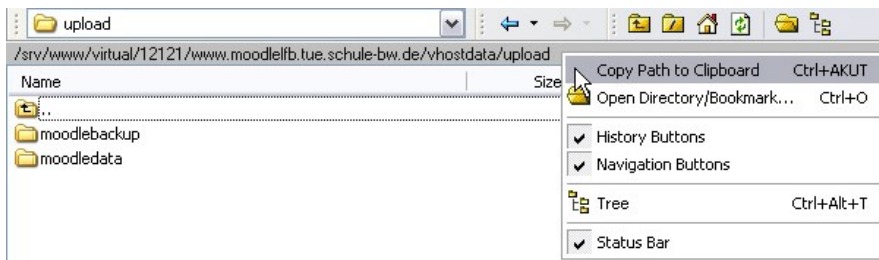 upload
/srv/www/virtual/12121/www.moodlelfb.tue.schule-bw.de/vhostdata/upload
Name Size
..
moodlebackup
moodledata
Copy Path to Clipboard Ctrl+AKUT
Open Directory/Bookmark... Ctrl+O
History Buttons
Navigation Buttons
Tree Ctrl+Alt+T
Status Bar